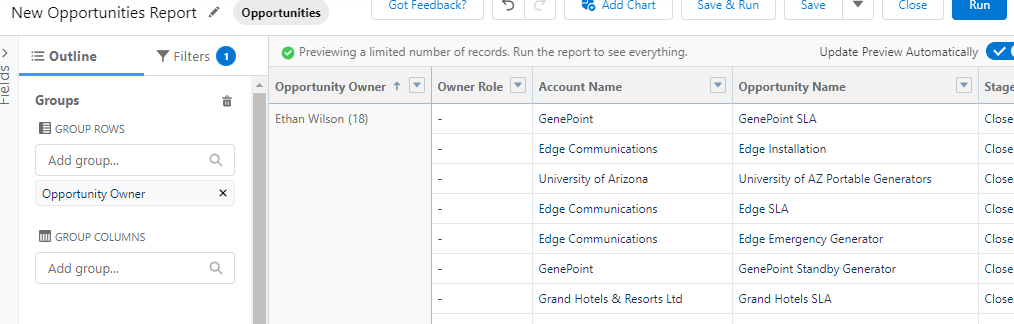 New Opportunities Report Opportunities Got Feedback? Add Chart Save & Run Save Close Run
Fields
Outline Filters 1
Previewing a limited number of records. Run the report to see everything. Update Preview Automatically
Groups
GROUP ROWS
Add group...
Opportunity Owner
GROUP COLUMNS
Add group...
Opportunity Owner Owner Role Account Name Opportunity Name Stage
Ethan Wilson (18) - GenePoint GenePoint SLA Close
- Edge Communications Edge Installation Close
- University of Arizona University of AZ Portable Generators Close
- Edge Communications Edge SLA Close
- Edge Communications Edge Emergency Generator Close
- GenePoint GenePoint Standby Generator Close
- Grand Hotels & Resorts Ltd Grand Hotels SLA Close